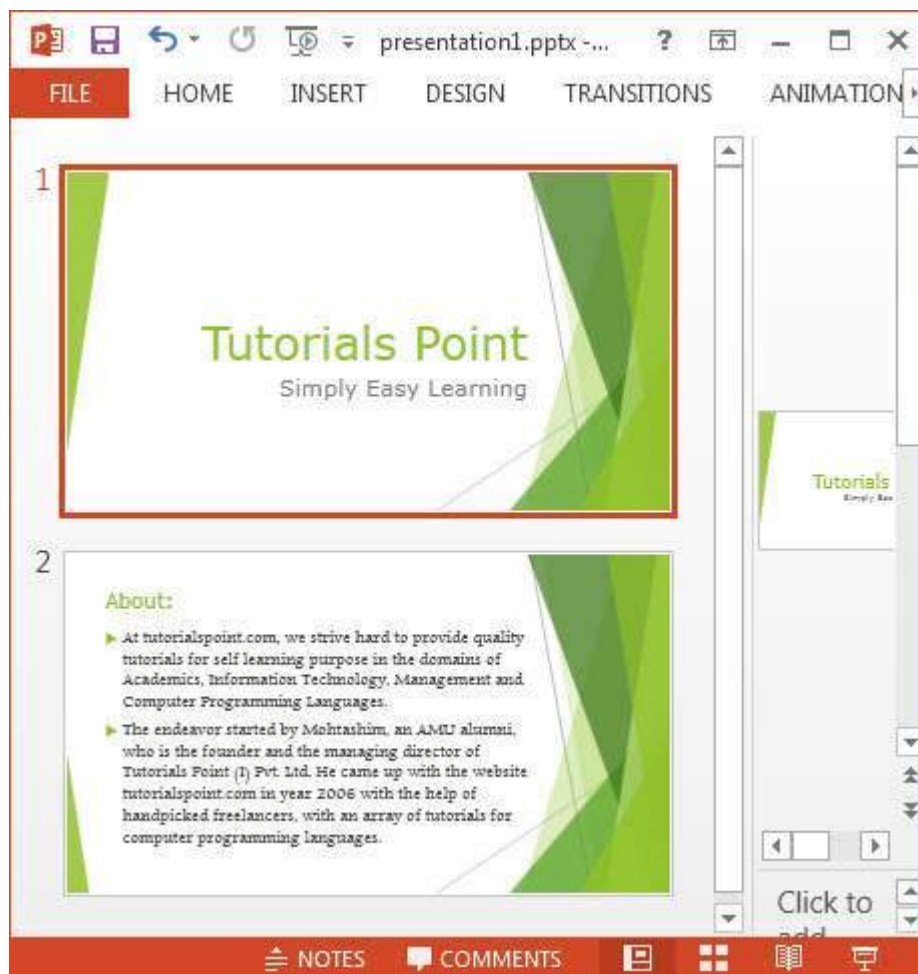 presentation1.pptx -... ?
FILE HOME INSERT DESIGN TRANSITIONS ANIMATION
1
Tutorials Point
Simply Easy Learning
2
About:
At tutorialspoint.com, we strive hard to provide quality
tutorials for self learning purpose in the domains of
Academics, Information Technology, Management and
Computer Programming Languages.
The endeavor started by Mohtashim, an AMU alumni,
who is the founder and the managing director of
Tutorials Point (I) Pvt. Ltd. He came up with the website
tutorialspoint.com in year 2006 with the help of
handpicked freelancers, with an array of tutorials for
computer programming languages.
Tutorials
Simply Eas
Click to
add
NOTES COMMENTS